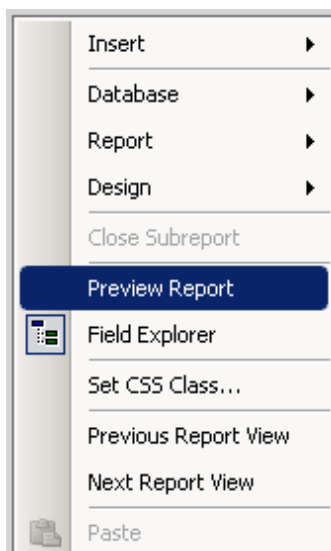 Insert
Database
Report
Design
Close Subreport
Preview Report
Field Explorer
Set CSS Class...
Previous Report View
Next Report View
Paste